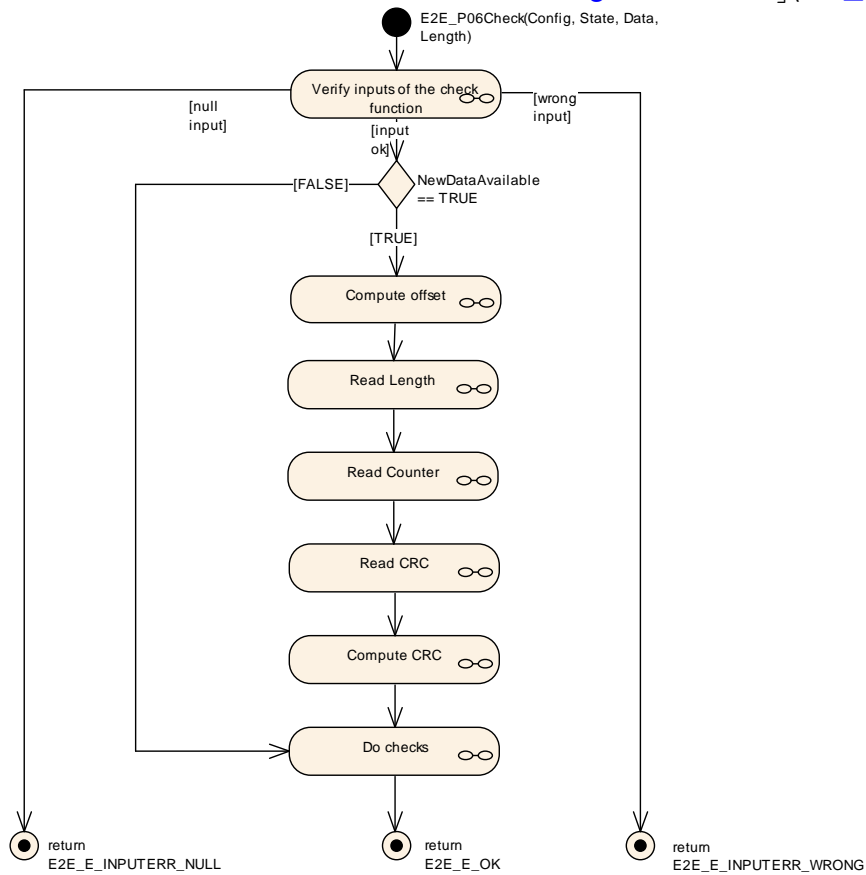 E2E_P06Check(Config, State, Data,
Length)
Verify inputs of the check
function
[null
input]
[wrong
input]
[input
ok]
[FALSE]
NewDataAvailable
== TRUE
[TRUE]
Compute offset
Read Length
Read Counter
Read CRC
Compute CRC
Do checks
return
E2E_E_INPUTERR_NULL
return
E2E_E_OK
return
E2E_E_INPUTERR_WRONG